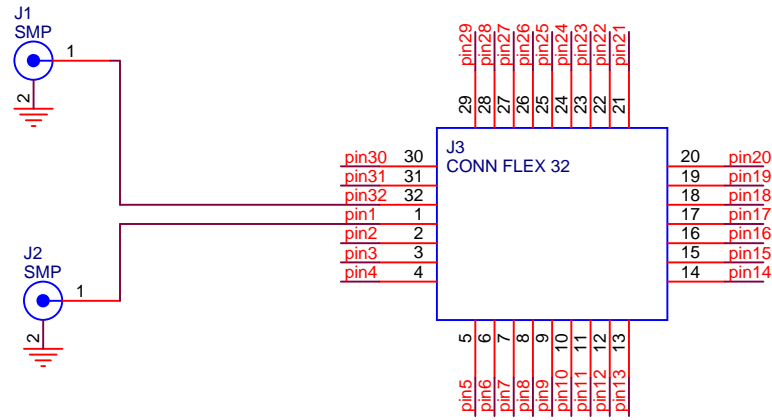 J1
SMP
1
2
J2
SMP
1
2
pin29 pin28 pin27 pin26 pin25 pin24 pin23 pin22 pin21
29 28 27 26 25 24 23 22 21
J3
CONN FLEX 32
pin30 30
pin31 31
pin32 32
pin1 1
pin2 2
pin3 3
pin4 4
20 pin20
19 pin19
18 pin18
17 pin17
16 pin16
15 pin15
14 pin14
5 6 7 8 9 10 11 12 13
pin5 pin6 pin7 pin8 pin9 pin10 pin11 pin12 pin13